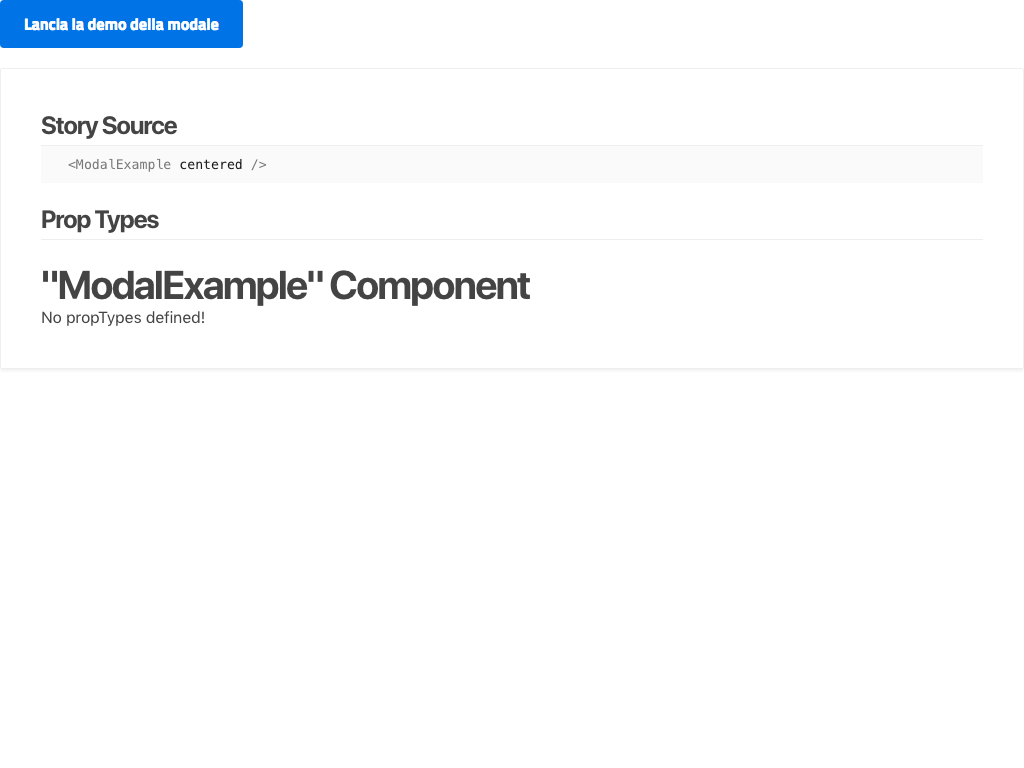 Lancia la demo della modale
Story Source
<ModalExample centered />
Prop Types
"ModalExample" Component
No propTypes defined!